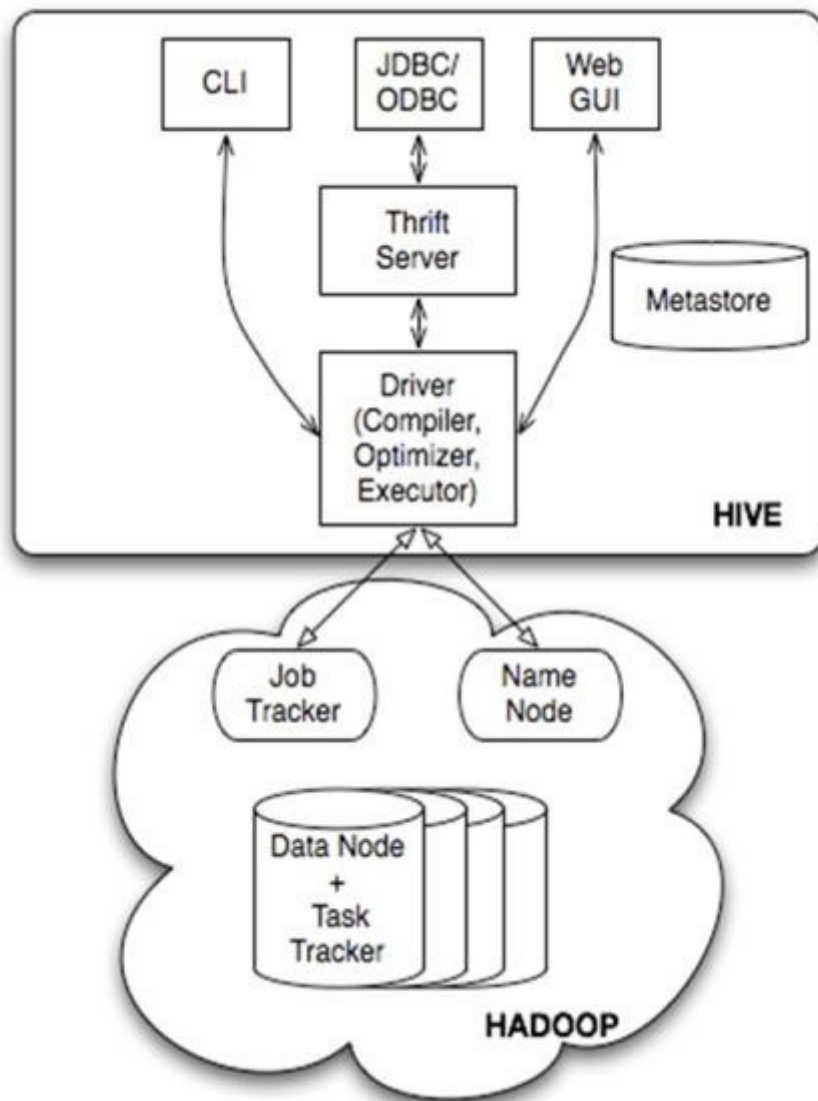 CLI
JDBC/
ODBC
Web
GUI
Thrift
Server
Metastore
Driver
(Compiler,
Optimizer,
Executor)
HIVE
Job
Tracker
Name
Node
Data Node
+
Task
Tracker
HADOOP